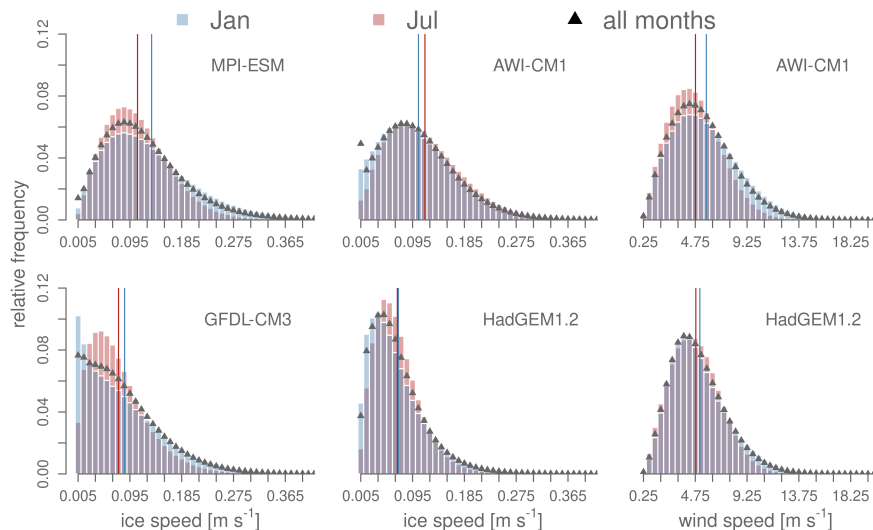 Jan Jul all months
MPI-ESM AWI-CM1 AWI-CM1
0.00 0.04 0.08 0.12
0.005 0.095 0.185 0.275 0.365
0.005 0.095 0.185 0.275 0.365
0.25 4.75 9.25 13.75 18.25
relative frequency
GFDL-CM3 HadGEM1.2 HadGEM1.2
0.00 0.04 0.08 0.12
0.005 0.095 0.185 0.275 0.365
0.005 0.095 0.185 0.275 0.365
0.25 4.75 9.25 13.75 18.25
ice speed [m s⁻¹] ice speed [m s⁻¹] wind speed [m s⁻¹]